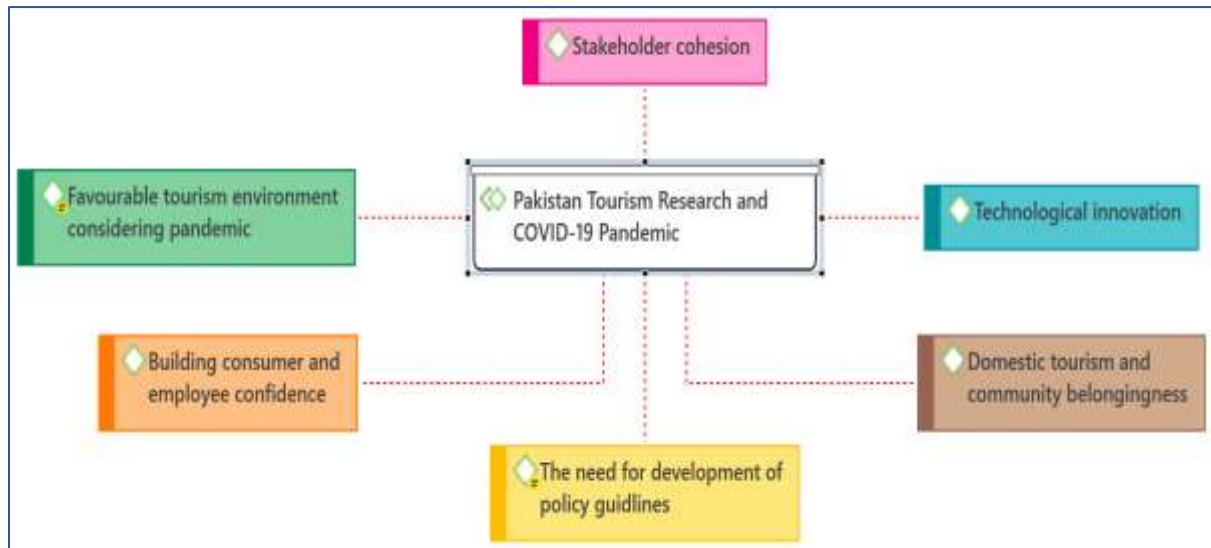 Stakeholder cohesion
Favourable tourism environment
considering pandemic
Pakistan Tourism Research and
COVID-19 Pandemic
Technological innovation
Building consumer and
employee confidence
Domestic tourism and
community belongingness
The need for development of
policy guidlines